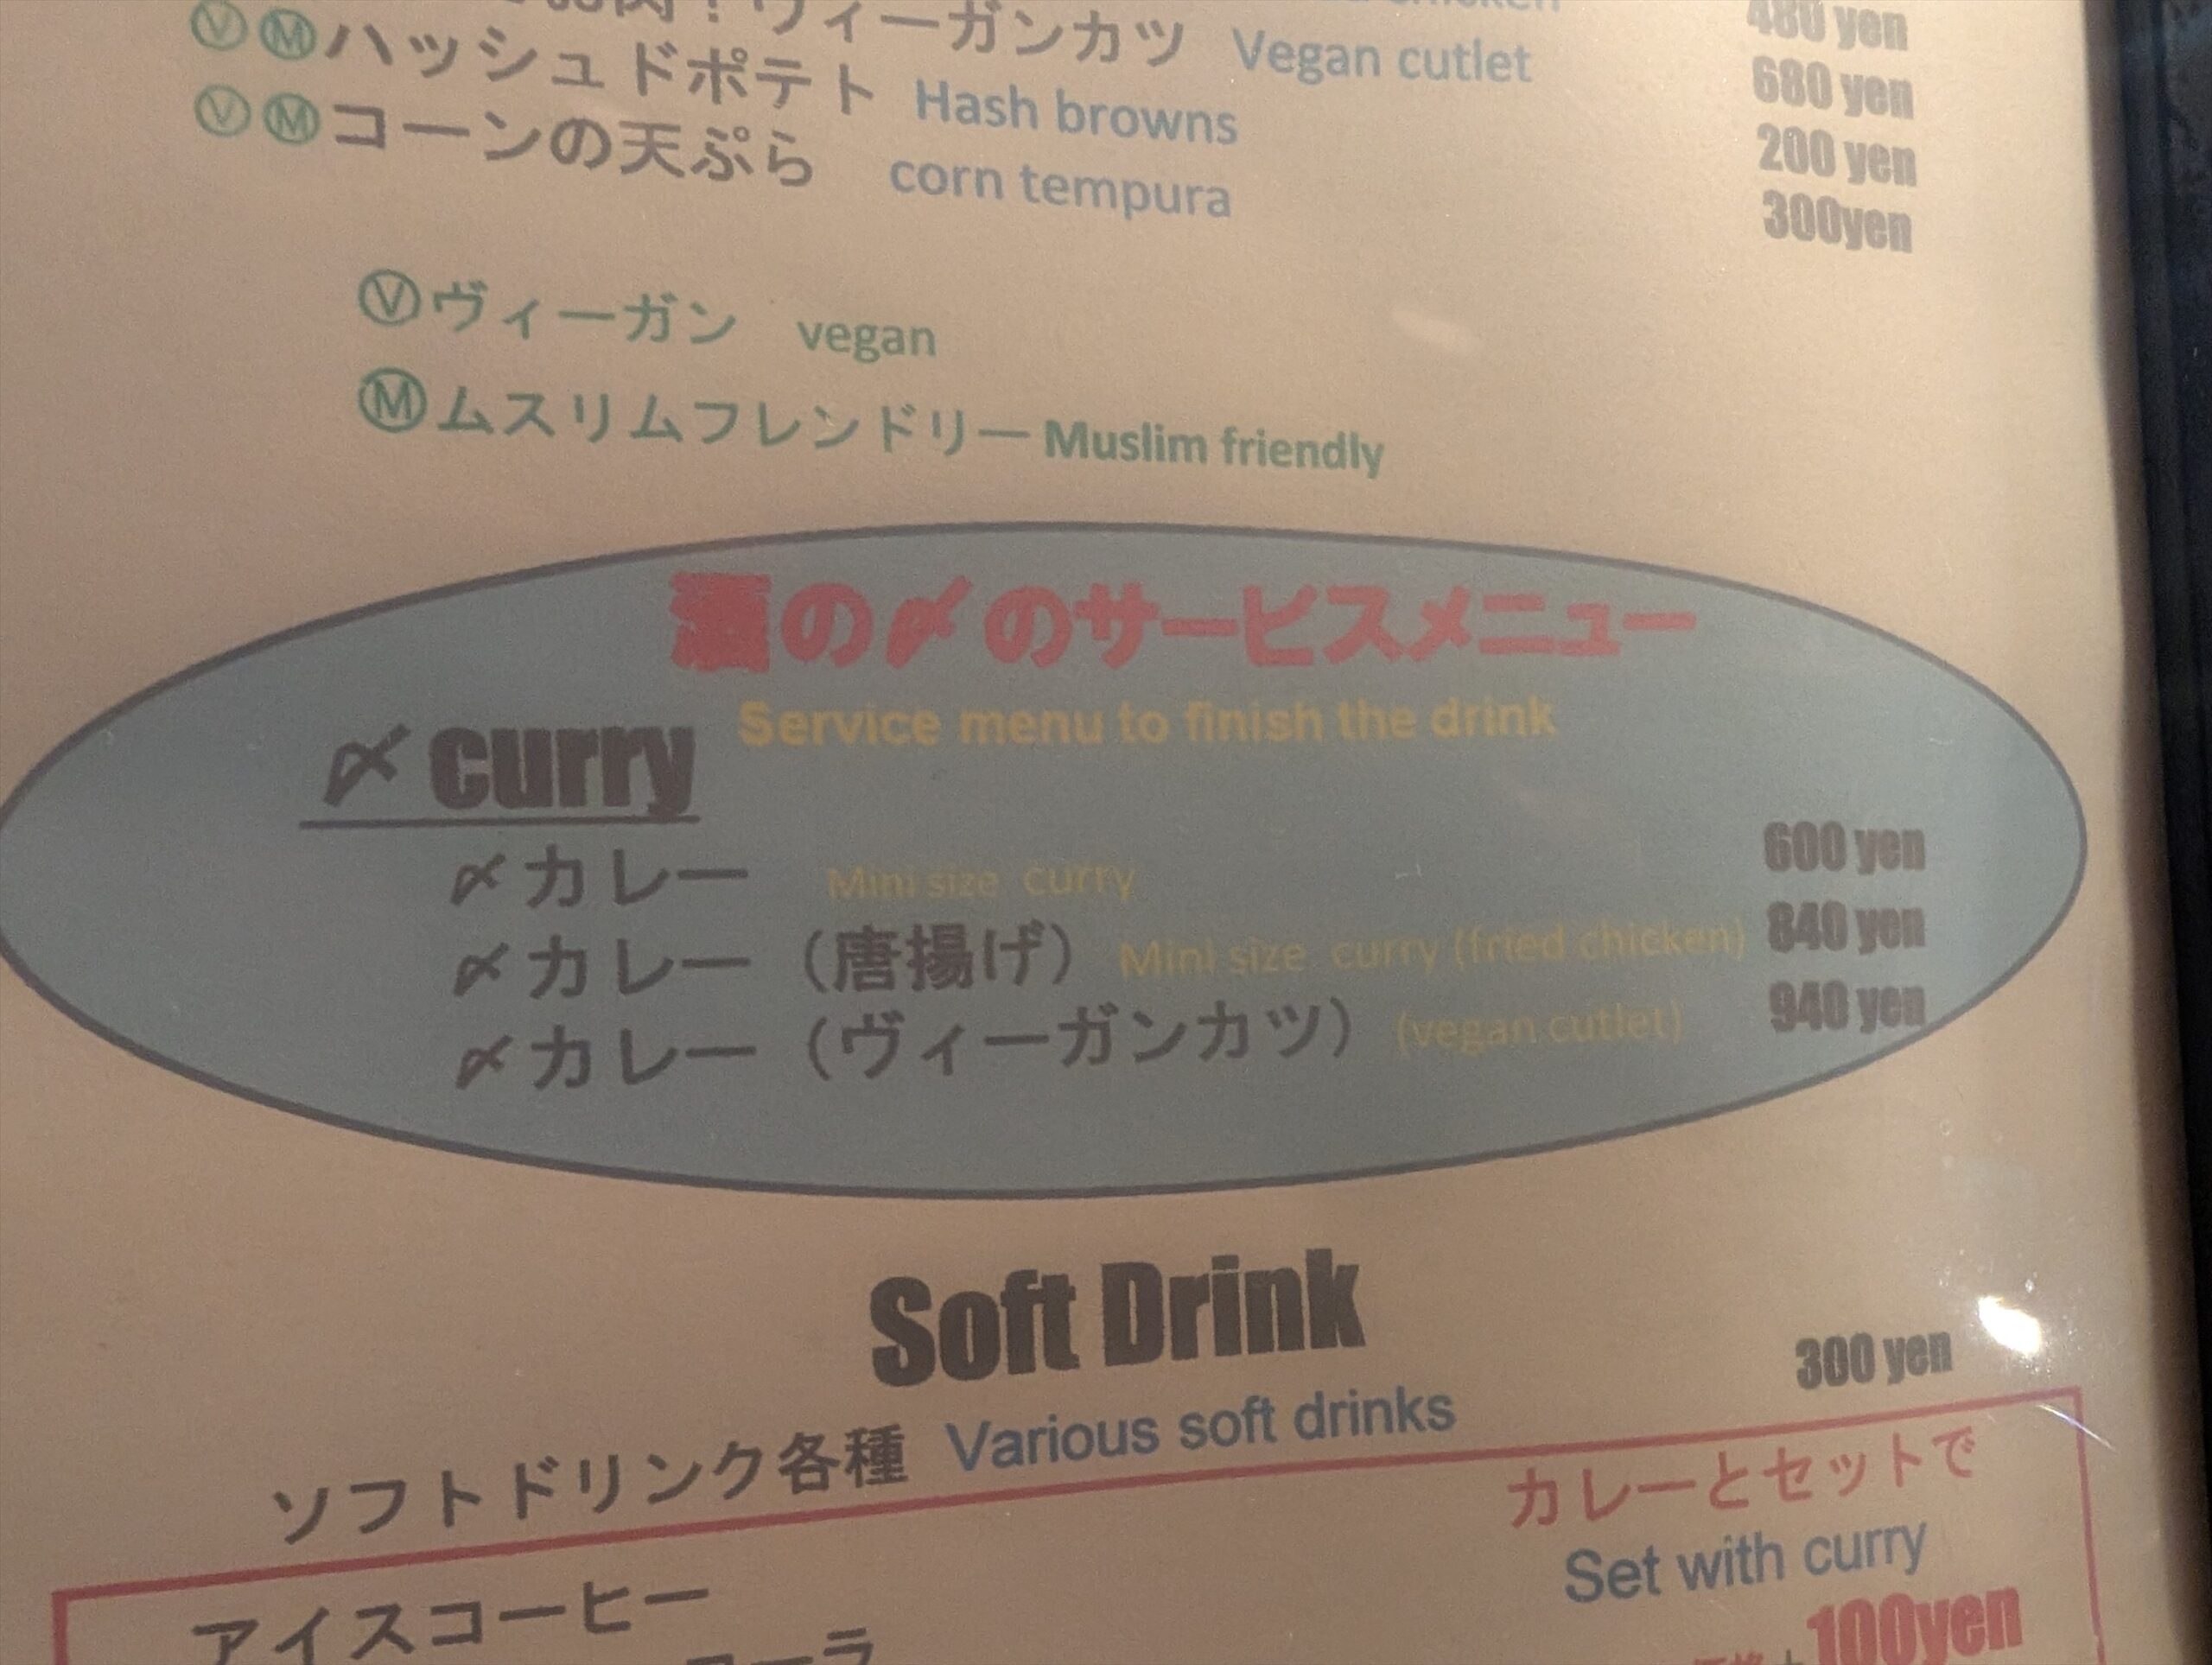 ヴィーガンカツ Vegan cutlet 480 yen
ⓋⓂハッシュドポテト Hash browns 680 yen
ⓋⓂコーンの天ぷら corn tempura 200 yen
300yen
Ⓥヴィーガン vegan
Ⓜムスリムフレンドリー Muslim friendly
酒の〆のサービスメニュー
Service menu to finish the drink
〆curry
〆カレー Mini size curry 600 yen
〆カレー（唐揚げ） Mini size curry (fried chicken) 840 yen
〆カレー（ヴィーガンカツ） (vegan cutlet) 940 yen
Soft Drink
ソフトドリンク各種 Various soft drinks 300 yen
カレーとセットで
Set with curry
アイスコーヒー
100yen